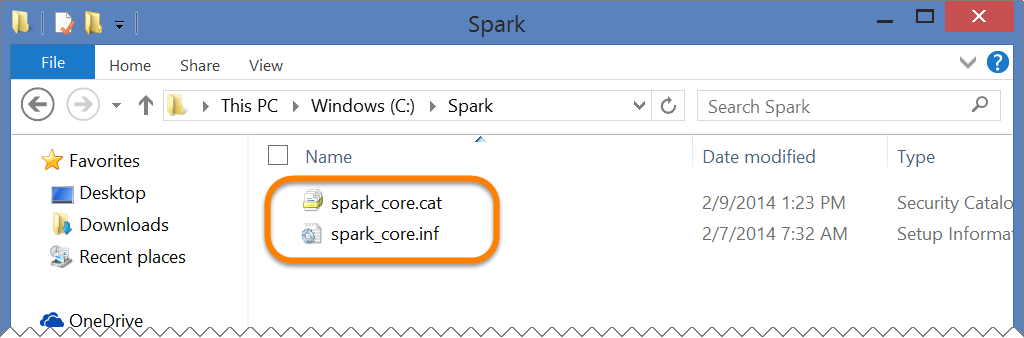 Spark
File Home Share View
This PC Windows (C:) Spark Search Spark
Favorites
Desktop
Downloads
Recent places
OneDrive
Name Date modified Type
spark_core.cat 2/9/2014 1:23 PM Security Catalo
spark_core.inf 2/7/2014 7:32 AM Setup Informat